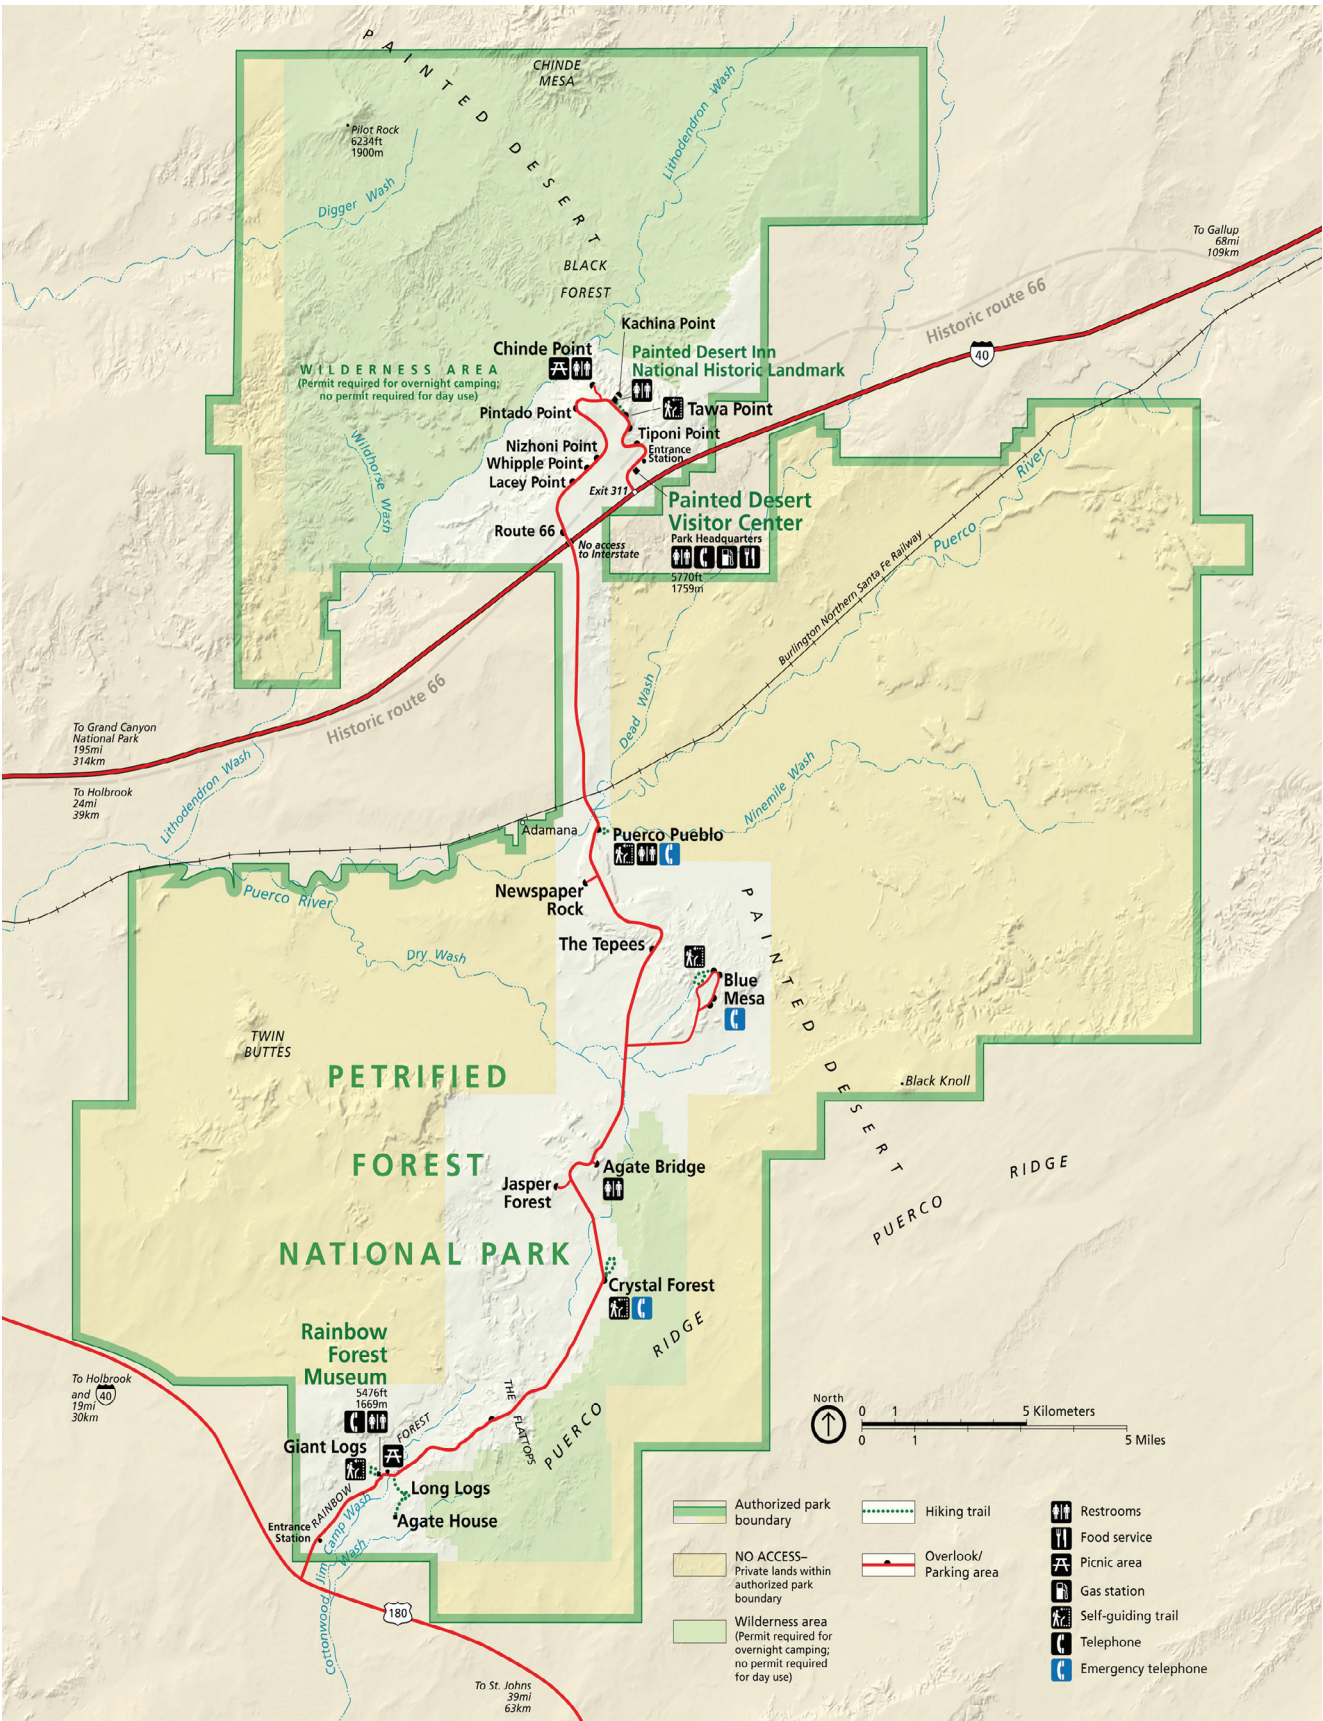 PAINTED DESERT
CHINDE
MESA
Pilot Rock
6234ft
1900m
Lithodendron Wash
Digger Wash
To Gallup
68mi
109km
BLACK
FOREST
Historic route 66
40
Kachina Point
Chinde Point
Painted Desert Inn
National Historic Landmark
WILDERNESS AREA
(Permit required for overnight camping;
no permit required for day use)
Pintado Point
Tawa Point
Tiponi Point
Nizhoni Point
Entrance
Station
Whipple Point
Lacey Point
Wildhorse Wash
Exit 311
Painted Desert
Visitor Center
Park Headquarters
5770ft
1759m
Route 66
No access
to Interstate
River
Puerco
Burlington Northern Santa Fe Railway
Historic route 66
Dead Wash
To Grand Canyon
National Park
195mi
314km
To Holbrook
24mi
39km
Lithodendron Wash
Ninemile Wash
Adamana
Puerco Pueblo
Puerco River
Newspaper
Rock
PAINTED DESERT
Dry Wash
The Tepees
Blue
Mesa
TWIN
BUTTES
Black Knoll
PETRIFIED
FOREST
NATIONAL PARK
Agate Bridge
Jasper
Forest
PUERCO RIDGE
Crystal Forest
PUERCO RIDGE
Rainbow
Forest
Museum
5476ft
1669m
To Holbrook
and 40
19mi
30km
THE FLATTOPS
Giant Logs
RAINBOW FOREST
Long Logs
Agate House
Entrance
Station
Jim Camp Wash
Cottonwood Wash
180
To St. Johns
39mi
63km
North
0 1 5 Kilometers
0 1 5 Miles
Authorized park
boundary
NO ACCESS–
Private lands within
authorized park
boundary
Wilderness area
(Permit required for
overnight camping;
no permit required
for day use)
Hiking trail
Overlook/
Parking area
Restrooms
Food service
Picnic area
Gas station
Self-guiding trail
Telephone
Emergency telephone